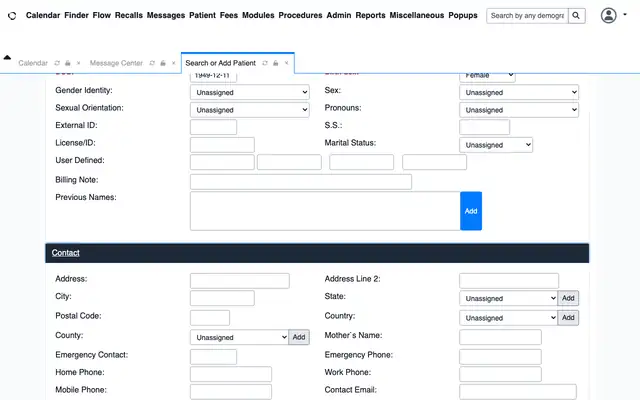 Calendar Finder Flow Recalls Messages Patient Fees Modules Procedures Admin Reports Miscellaneous Popups Search by any demogra
Calendar × Message Center × Search or Add Patient ×
1949-12-11 Female
Gender Identity: Unassigned Sex: Unassigned
Sexual Orientation: Unassigned Pronouns: Unassigned
External ID: S.S.:
License/ID: Marital Status: Unassigned
User Defined:
Billing Note:
Previous Names: Add
Contact
Address: Address Line 2:
City: State: Unassigned Add
Postal Code: Country: Unassigned Add
County: Unassigned Add Mother`s Name:
Emergency Contact: Emergency Phone:
Home Phone: Work Phone:
Mobile Phone: Contact Email: